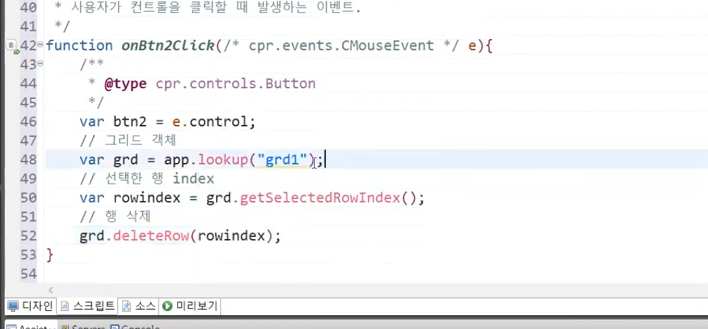 40 * 사용자가 컨트롤을 클릭할 때 발생하는 이벤트.
41 */
42 function onBtn2Click(/* cpr.events.CMouseEvent */ e){
43 /**
44 * @type cpr.controls.Button
45 */
46 var btn2 = e.control;
47 // 그리드 객체
48 var grd = app.lookup("grd1");
49 // 선택한 행 index
50 var rowindex = grd.getSelectedRowIndex();
51 // 행 삭제
52 grd.deleteRow(rowindex);
53 }
54
디자인 스크립트 소스 미리보기
Servers Console